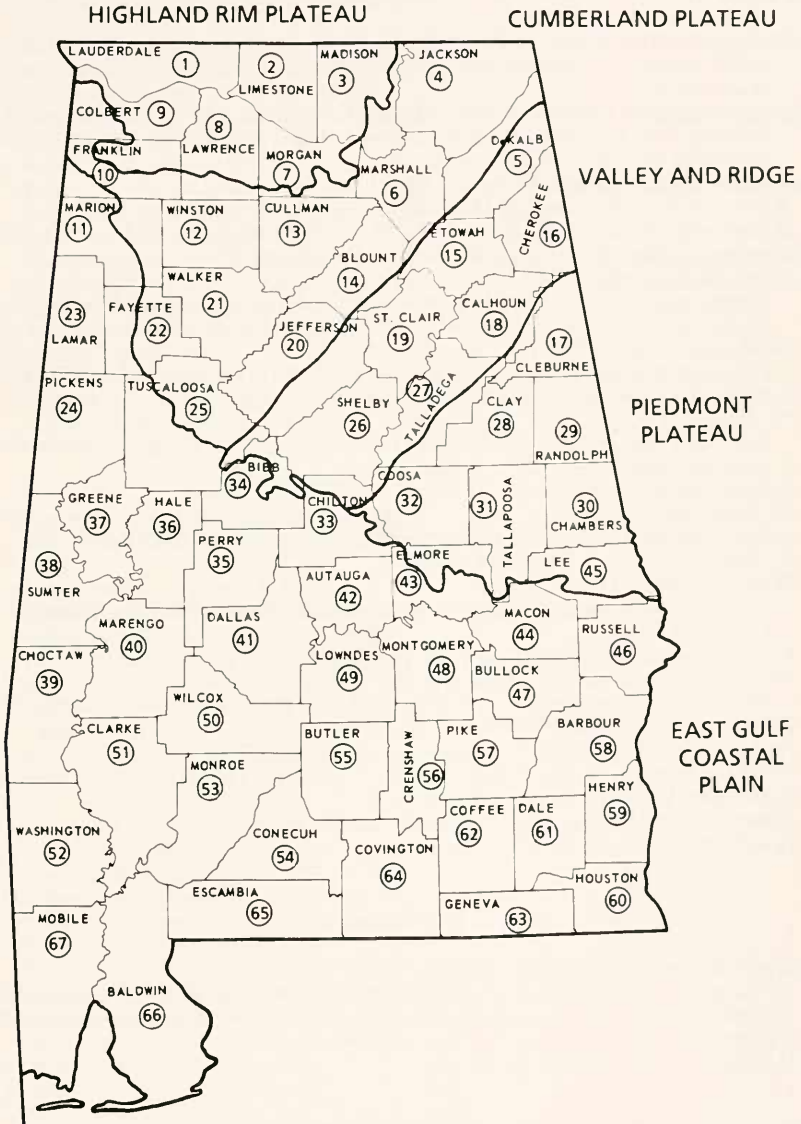 HIGHLAND RIM PLATEAU
CUMBERLAND PLATEAU
LAUDERDALE
1
2
LIMESTONE
MADISON
3
JACKSON
4
COLBERT 9
8
LAWRENCE
FRANKLIN
10
MORGAN
7
MARSHALL
6
DeKALB
5
VALLEY AND RIDGE
MARION
11
WINSTON
12
CULLMAN
13
BLOUNT
14
ETOWAH
15
CHEROKEE
16
WALKER
21
23
LAMAR
FAYETTE
22
JEFFERSON
20
ST. CLAIR
19
CALHOUN
18
17
CLEBURNE
PICKENS
24
TUSCALOOSA
25
SHELBY
26
27
TALLADEGA
CLAY
28
29
RANDOLPH
PIEDMONT
PLATEAU
GREENE
37
HALE
36
BIBB
34
CHILTON
33
COOSA
32
31
TALLAPOOSA
30
CHAMBERS
38
SUMTER
PERRY
35
AUTAUGA
42
ELMORE
43
LEE
45
MARENGO
40
DALLAS
41
MACON
44
RUSSELL
46
CHOCTAW
39
LOWNDES
49
MONTGOMERY
48
BULLOCK
47
WILCOX
50
CLARKE
51
BUTLER
55
CRENSHAW
56
PIKE
57
BARBOUR
58
EAST GULF
COASTAL
PLAIN
MONROE
53
HENRY
59
WASHINGTON
52
CONECUH
54
COVINGTON
64
COFFEE
62
DALE
61
ESCAMBIA
65
GENEVA
63
HOUSTON
60
MOBILE
67
BALDWIN
66